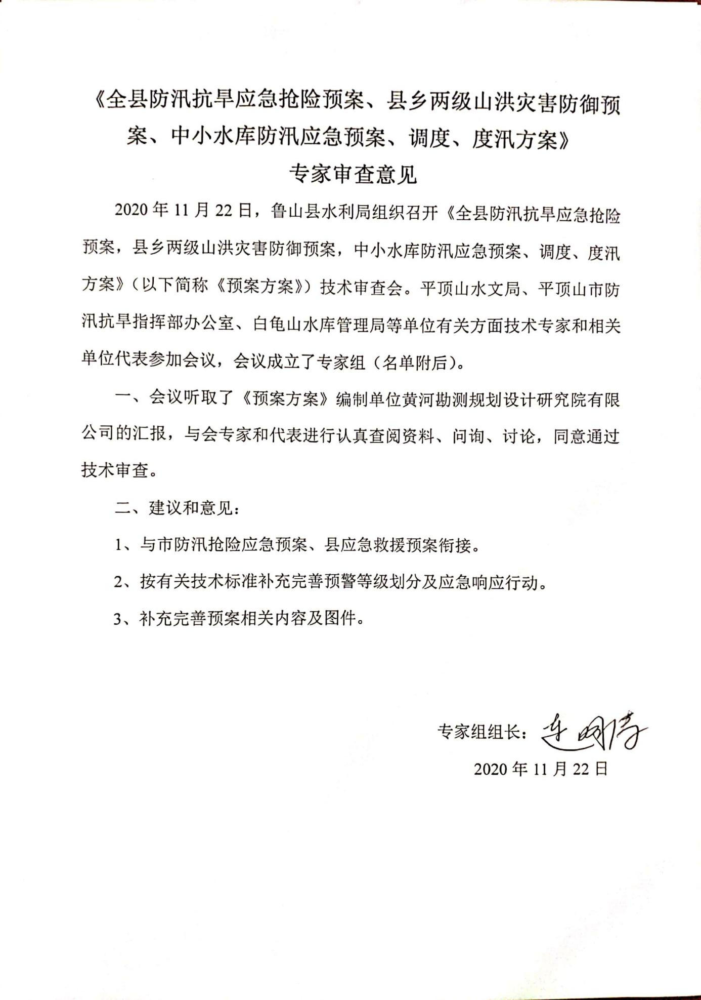 《全县防汛抗旱应急抢险预案、县乡两级山洪灾害防御预
案、中小水库防汛应急预案、调度、度汛方案》
专家审查意见
2020 年 11 月 22 日，鲁山县水利局组织召开《全县防汛抗旱应急抢险
预案，县乡两级山洪灾害防御预案，中小水库防汛应急预案、调度、度汛
方案》（以下简称《预案方案》）技术审查会。平顶山水文局、平顶山市防
汛抗旱指挥部办公室、白龟山水库管理局等单位有关方面技术专家和相关
单位代表参加会议，会议成立了专家组（名单附后）。
一、会议听取了《预案方案》编制单位黄河勘测规划设计研究院有限
公司的汇报，与会专家和代表进行认真查阅资料、问询、讨论，同意通过
技术审查。
二、建议和意见：
1、与市防汛抢险应急预案、县应急救援预案衔接。
2、按有关技术标准补充完善预警等级划分及应急响应行动。
3、补充完善预案相关内容及图件。
专家组组长：
2020 年 11 月 22 日